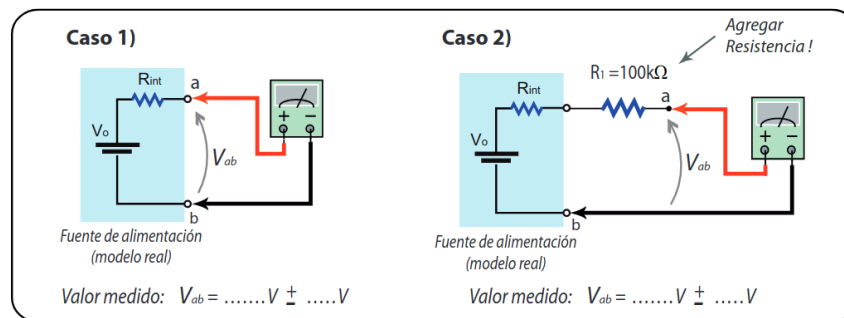 Caso 1)
Rint
a
Vo
+ −
Vab
b
Fuente de alimentación
(modelo real)
Valor medido: Vab = .......V ± .....V
Caso 2)
Agregar
Resistencia !
R1 =100kΩ
Rint
a
Vo
+ −
Vab
b
Fuente de alimentación
(modelo real)
Valor medido: Vab = .......V ± .....V